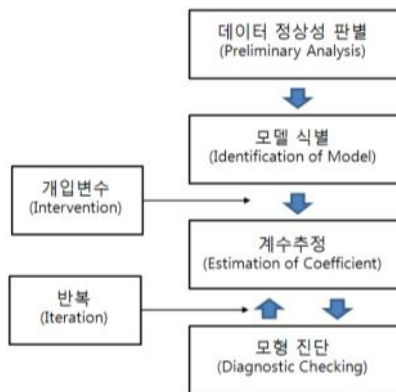 데이터 정상성 판별
(Preliminary Analysis)
모델 식별
(Identification of Model)
개입변수
(Intervention)
계수추정
(Estimation of Coefficient)
반복
(Iteration)
모형 진단
(Diagnostic Checking)